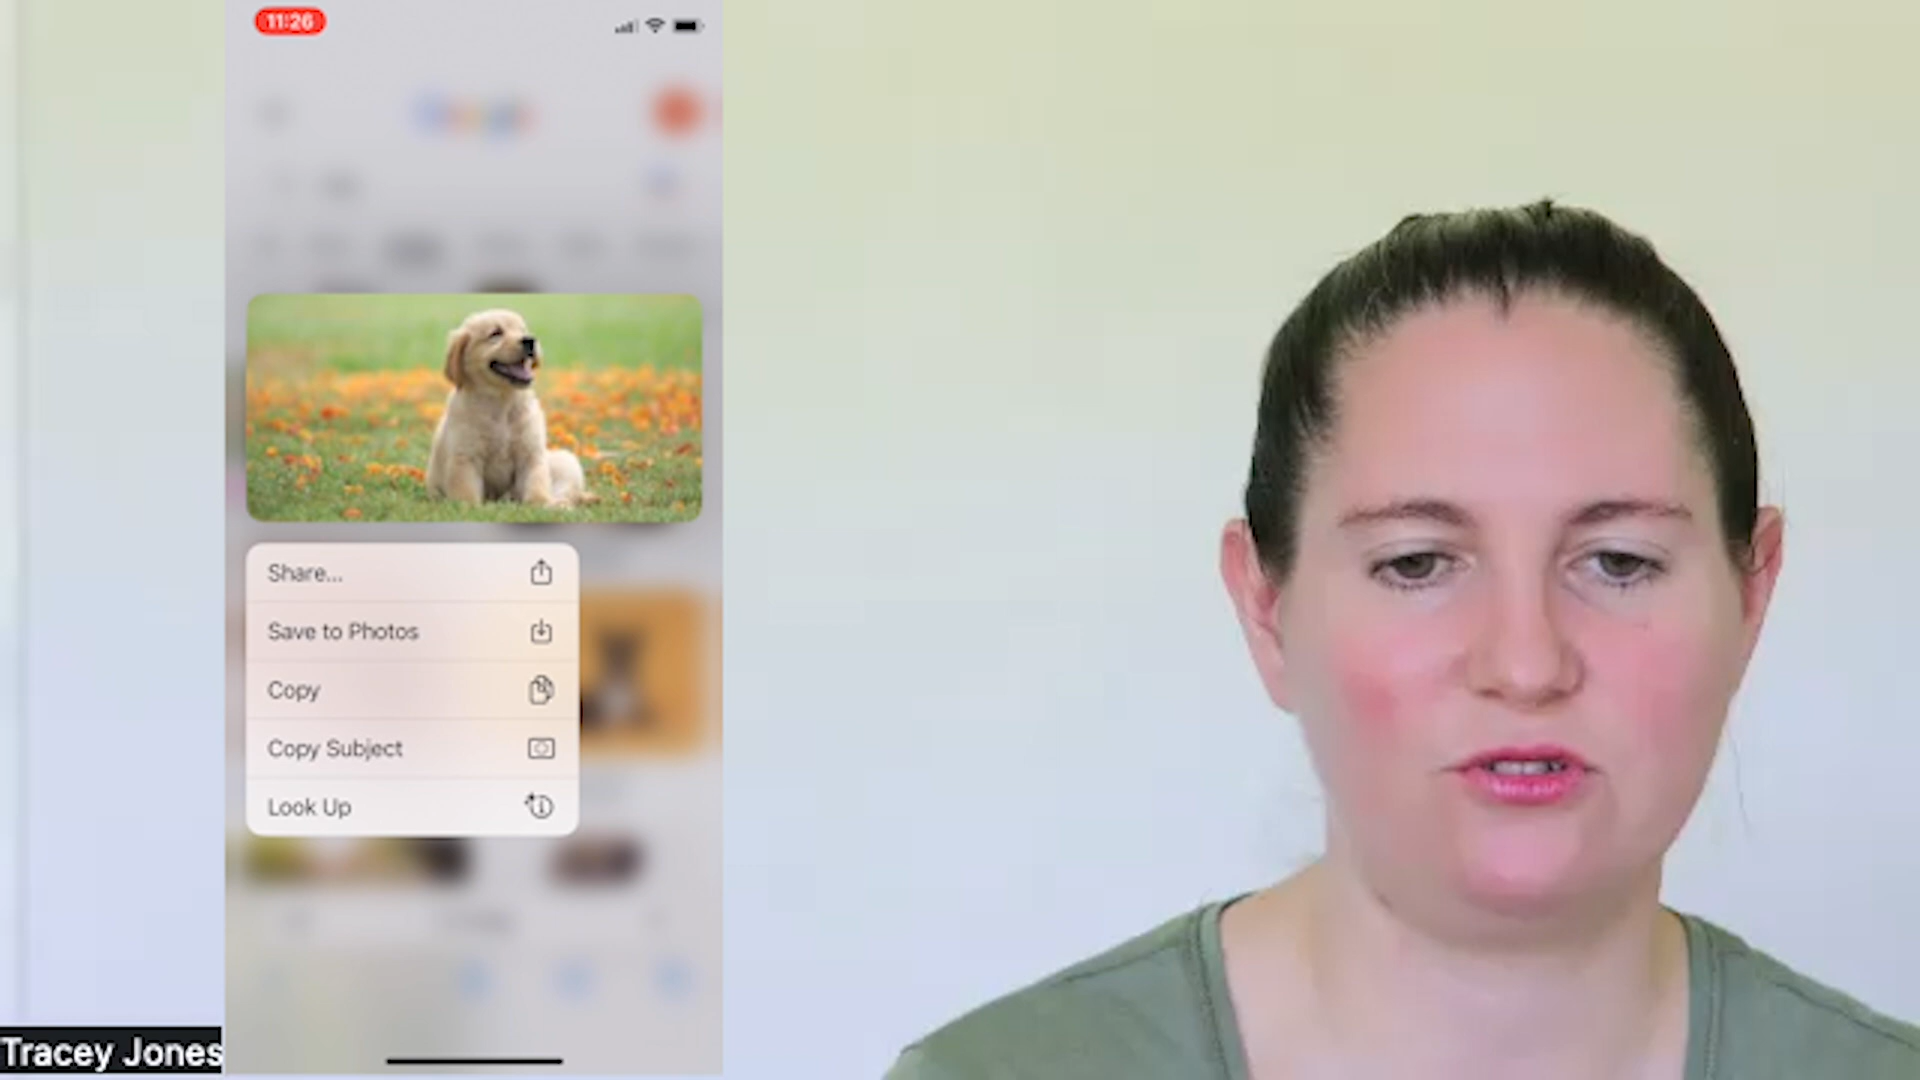 11:26
Share...
Save to Photos
Copy
Copy Subject
Look Up
Tracey Jones